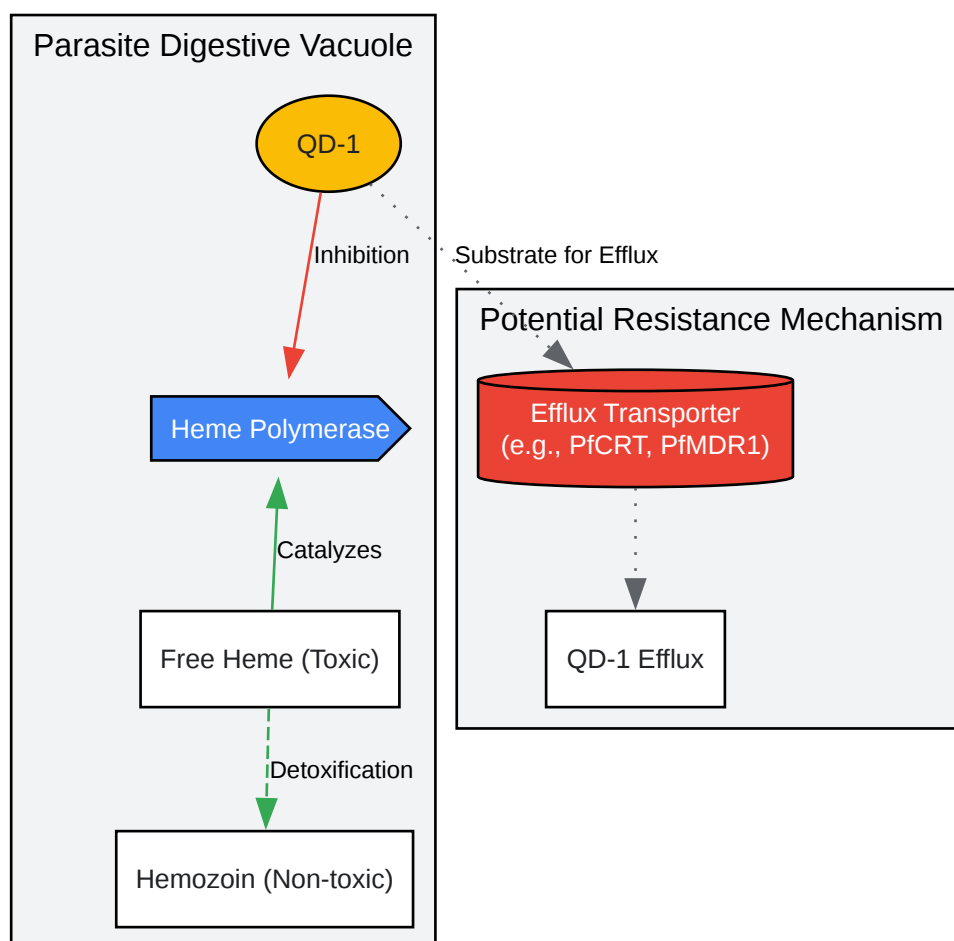 Parasite Digestive Vacuole
QD-1
Inhibition
Substrate for Efflux
Potential Resistance Mechanism
Heme Polymerase
Efflux Transporter
(e.g., PfCRT, PfMDR1)
Catalyzes
Free Heme (Toxic)
QD-1 Efflux
Detoxification
Hemozoin (Non-toxic)